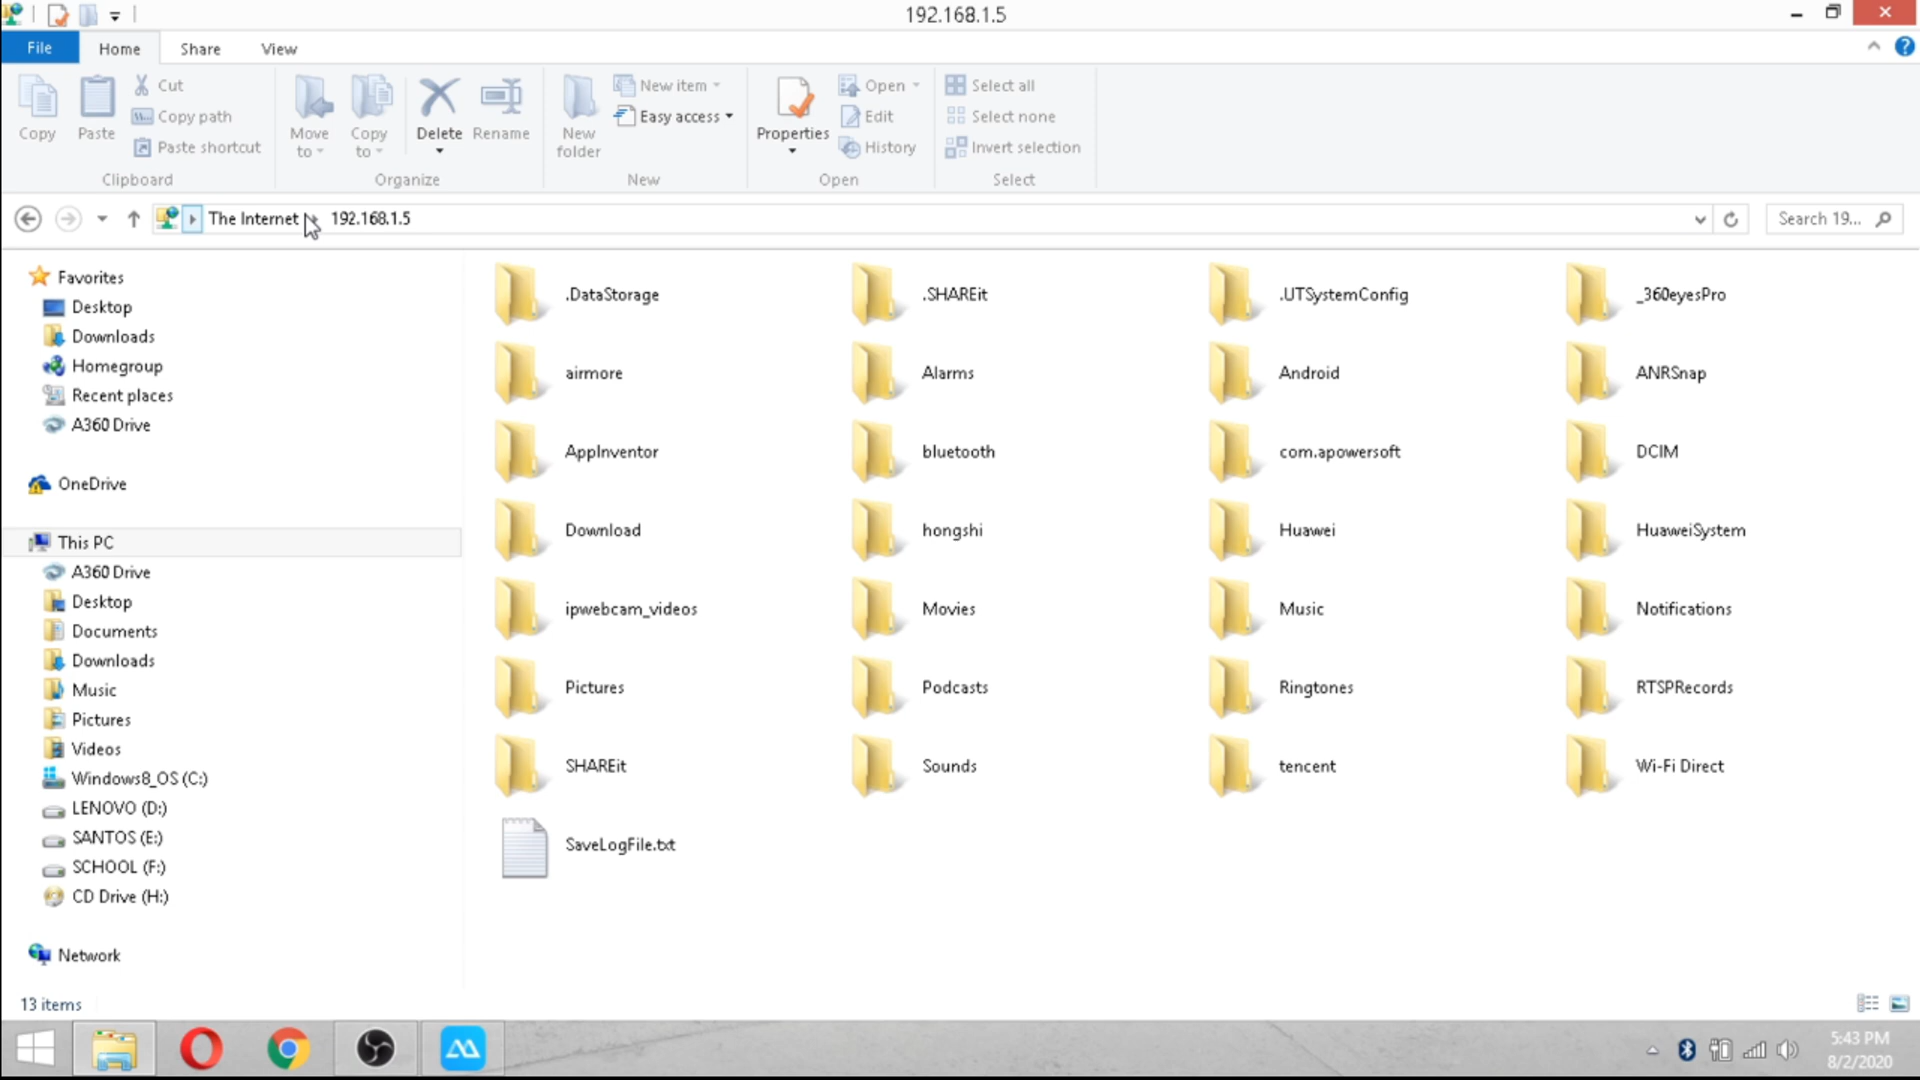 192.168.1.5
File Home Share View
Copy
Paste
Cut
Copy path
Paste shortcut
Clipboard
Move to
Copy to
Delete
Rename
Organize
New folder
New item
Easy access
New
Properties
Open
Edit
History
Open
Select all
Select none
Invert selection
Select
The Internet 192.168.1.5
Search 19...
Favorites
Desktop
Downloads
Homegroup
Recent places
A360 Drive
OneDrive
This PC
A360 Drive
Desktop
Documents
Downloads
Music
Pictures
Videos
Windows8_OS (C:)
LENOVO (D:)
SANTOS (E:)
SCHOOL (F:)
CD Drive (H:)
Network
.DataStorage .SHAREit .UTSystemConfig _360eyesPro
airmore Alarms Android ANRSnap
AppInventor bluetooth com.apowersoft DCIM
Download hongshi Huawei HuaweiSystem
ipwebcam_videos Movies Music Notifications
Pictures Podcasts Ringtones RTSPRecords
SHAREit Sounds tencent Wi-Fi Direct
SaveLogFile.txt
13 items
5:43 PM
8/2/2020